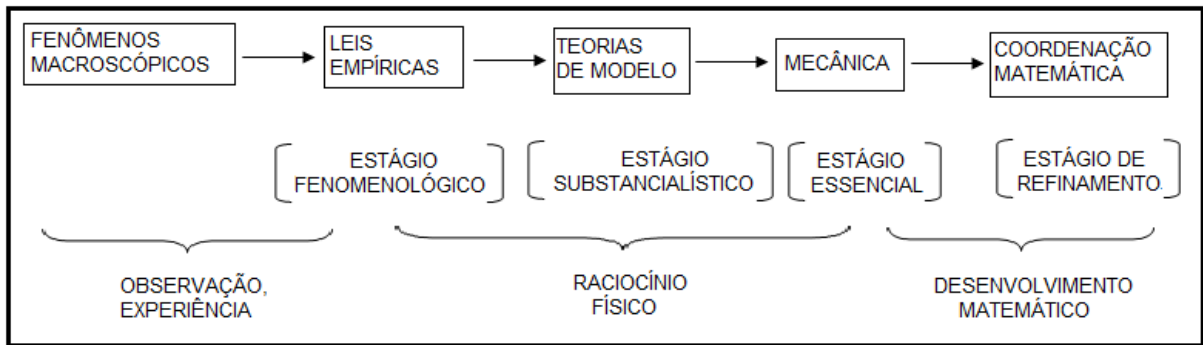 FENÔMENOS
MACROSCÓPICOS
LEIS
EMPÍRICAS
TEORIAS
DE MODELO
MECÂNICA
COORDENAÇÃO
MATEMÁTICA
ESTÁGIO
FENOMENOLÓGICO
ESTÁGIO
SUBSTANCIALÍSTICO
ESTÁGIO
ESSENCIAL
ESTÁGIO DE
REFINAMENTO.
OBSERVAÇÃO,
EXPERIÊNCIA
RACIOCÍNIO
FÍSICO
DESENVOLVIMENTO
MATEMÁTICO